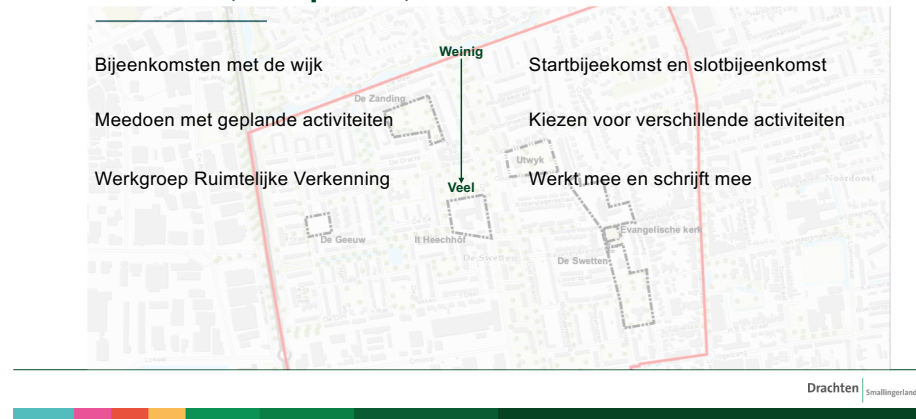 Weinig
Bijeenkomsten met de wijk
Startbijeekomst en slotbijeenkomst
De Zanding
Meedoen met geplande activiteiten
Kiezen voor verschillende activiteiten
Utwyk
Werkgroep Ruimtelijke Verkenning
Veel
Werkt mee en schrijft mee
Noordoost
De Geeuw
It Heechhôf
Evangelische kerk
De Swetten
De Swetten
Drachten
Smallingerland